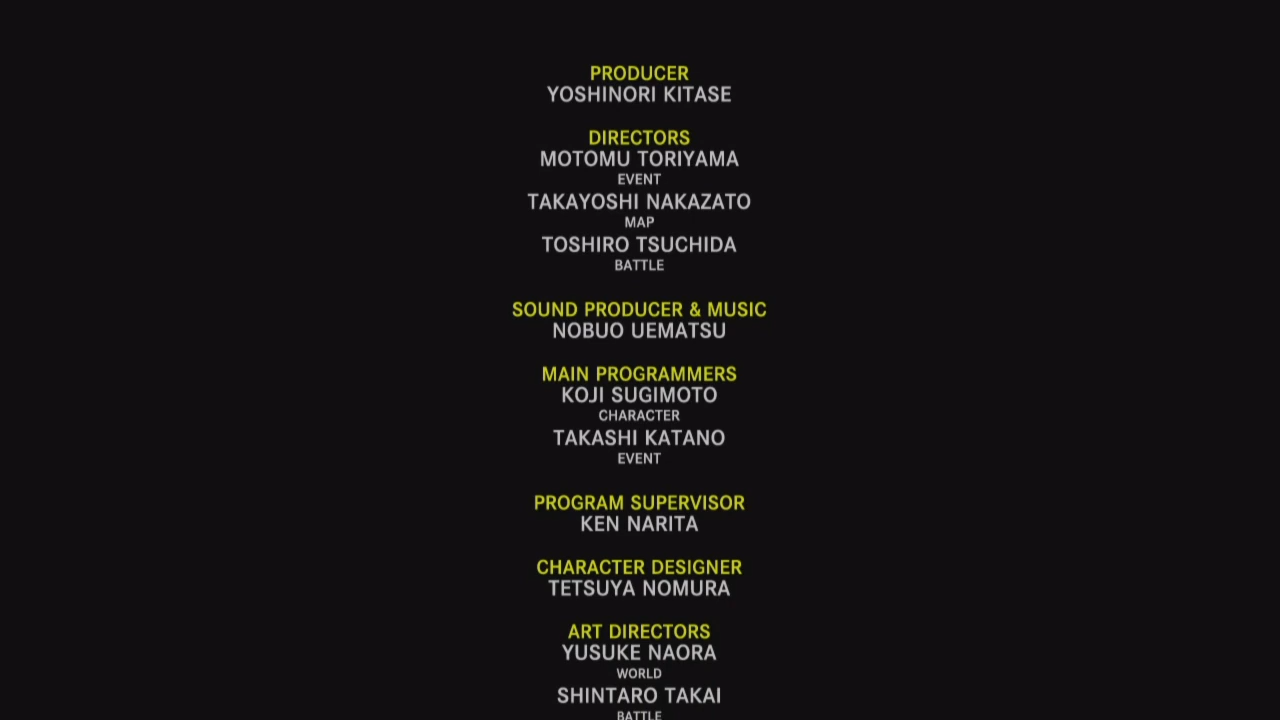 PRODUCER
YOSHINORI KITASE
DIRECTORS
MOTOMU TORIYAMA
EVENT
TAKAYOSHI NAKAZATO
MAP
TOSHIRO TSUCHIDA
BATTLE
SOUND PRODUCER & MUSIC
NOBUO UEMATSU
MAIN PROGRAMMERS
KOJI SUGIMOTO
CHARACTER
TAKASHI KATANO
EVENT
PROGRAM SUPERVISOR
KEN NARITA
CHARACTER DESIGNER
TETSUYA NOMURA
ART DIRECTORS
YUSUKE NAORA
WORLD
SHINTARO TAKAI
BATTLE